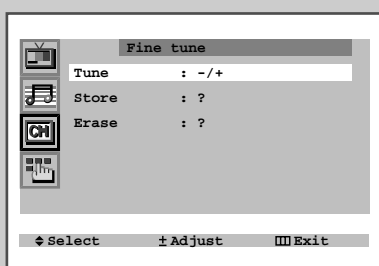 Fine tune
Tune : -/+
Store : ?
Erase : ?
CH
Select ± Adjust Exit